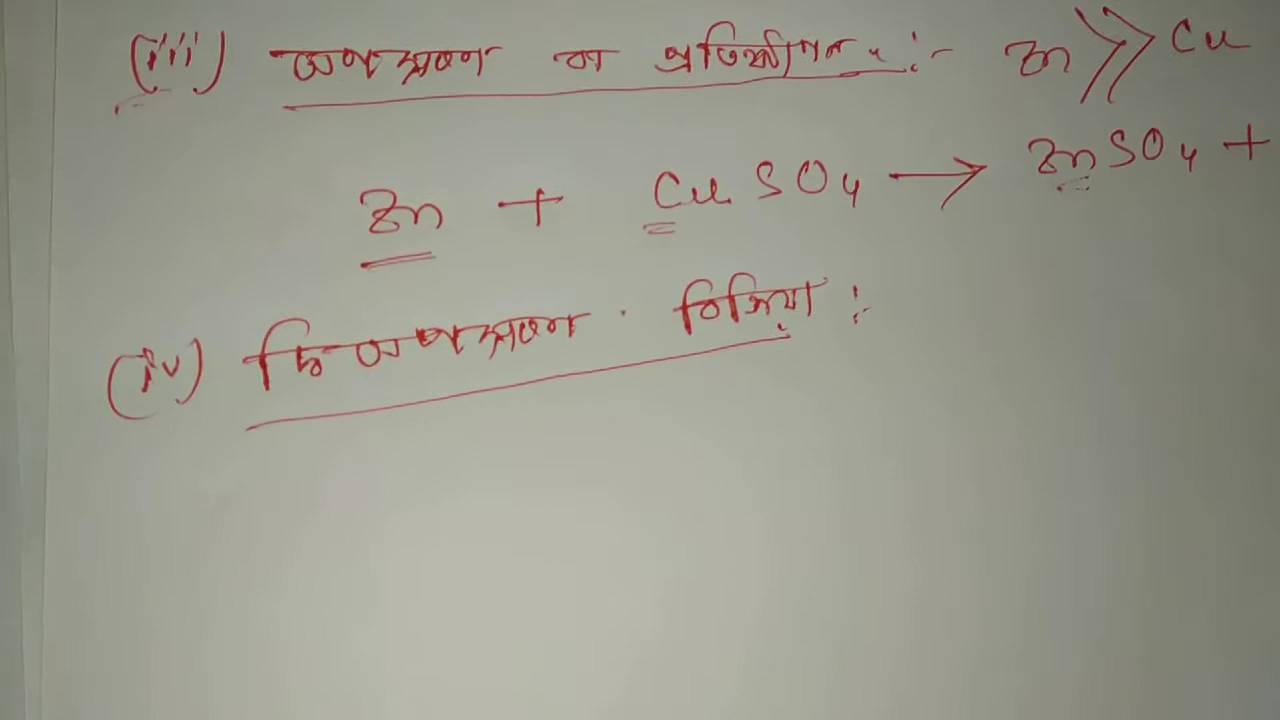 (iii) অপসারণ বা প্রতিস্থাপন :- Zn >> Cu
Zn + CuSO₄ → ZnSO₄ +
(iv) দ্বিঅপসারণ বিক্রিয়া :-